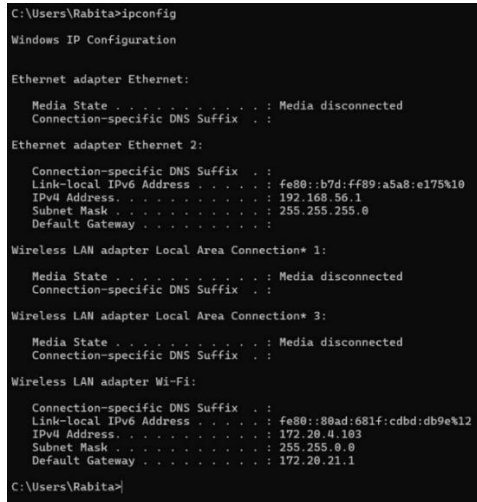 C:\Users\Rabita>ipconfig
Windows IP Configuration
Ethernet adapter Ethernet:
Media State . . . . . . . . . . . : Media disconnected
Connection-specific DNS Suffix . :
Ethernet adapter Ethernet 2:
Connection-specific DNS Suffix . :
Link-local IPv6 Address . . . . . : fe80::b7d:ff89:a5a8:e175%10
IPv4 Address. . . . . . . . . . . : 192.168.56.1
Subnet Mask . . . . . . . . . . . : 255.255.255.0
Default Gateway . . . . . . . . . :
Wireless LAN adapter Local Area Connection* 1:
Media State . . . . . . . . . . . : Media disconnected
Connection-specific DNS Suffix . :
Wireless LAN adapter Local Area Connection* 3:
Media State . . . . . . . . . . . : Media disconnected
Connection-specific DNS Suffix . :
Wireless LAN adapter Wi-Fi:
Connection-specific DNS Suffix . :
Link-local IPv6 Address . . . . . : fe80::80ad:681f:cdbd:db9e%12
IPv4 Address. . . . . . . . . . . : 172.20.4.103
Subnet Mask . . . . . . . . . . . : 255.255.0.0
Default Gateway . . . . . . . . . : 172.20.21.1
C:\Users\Rabita>